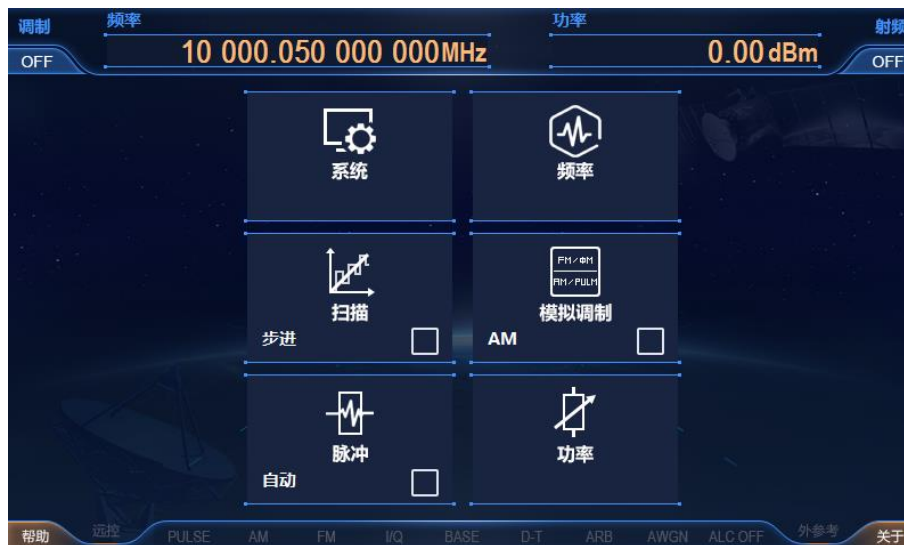 调制 频率 功率 射频
OFF 10 000.050 000 000MHz 0.00 dBm OFF
系统 频率
FM/ΦM
AM/PULM
扫描 模拟调制
步进 AM
脉冲 功率
自动
帮助 远控 PULSE AM FM I/Q BASE D-T ARB AWGN ALC OFF 外参考 关于